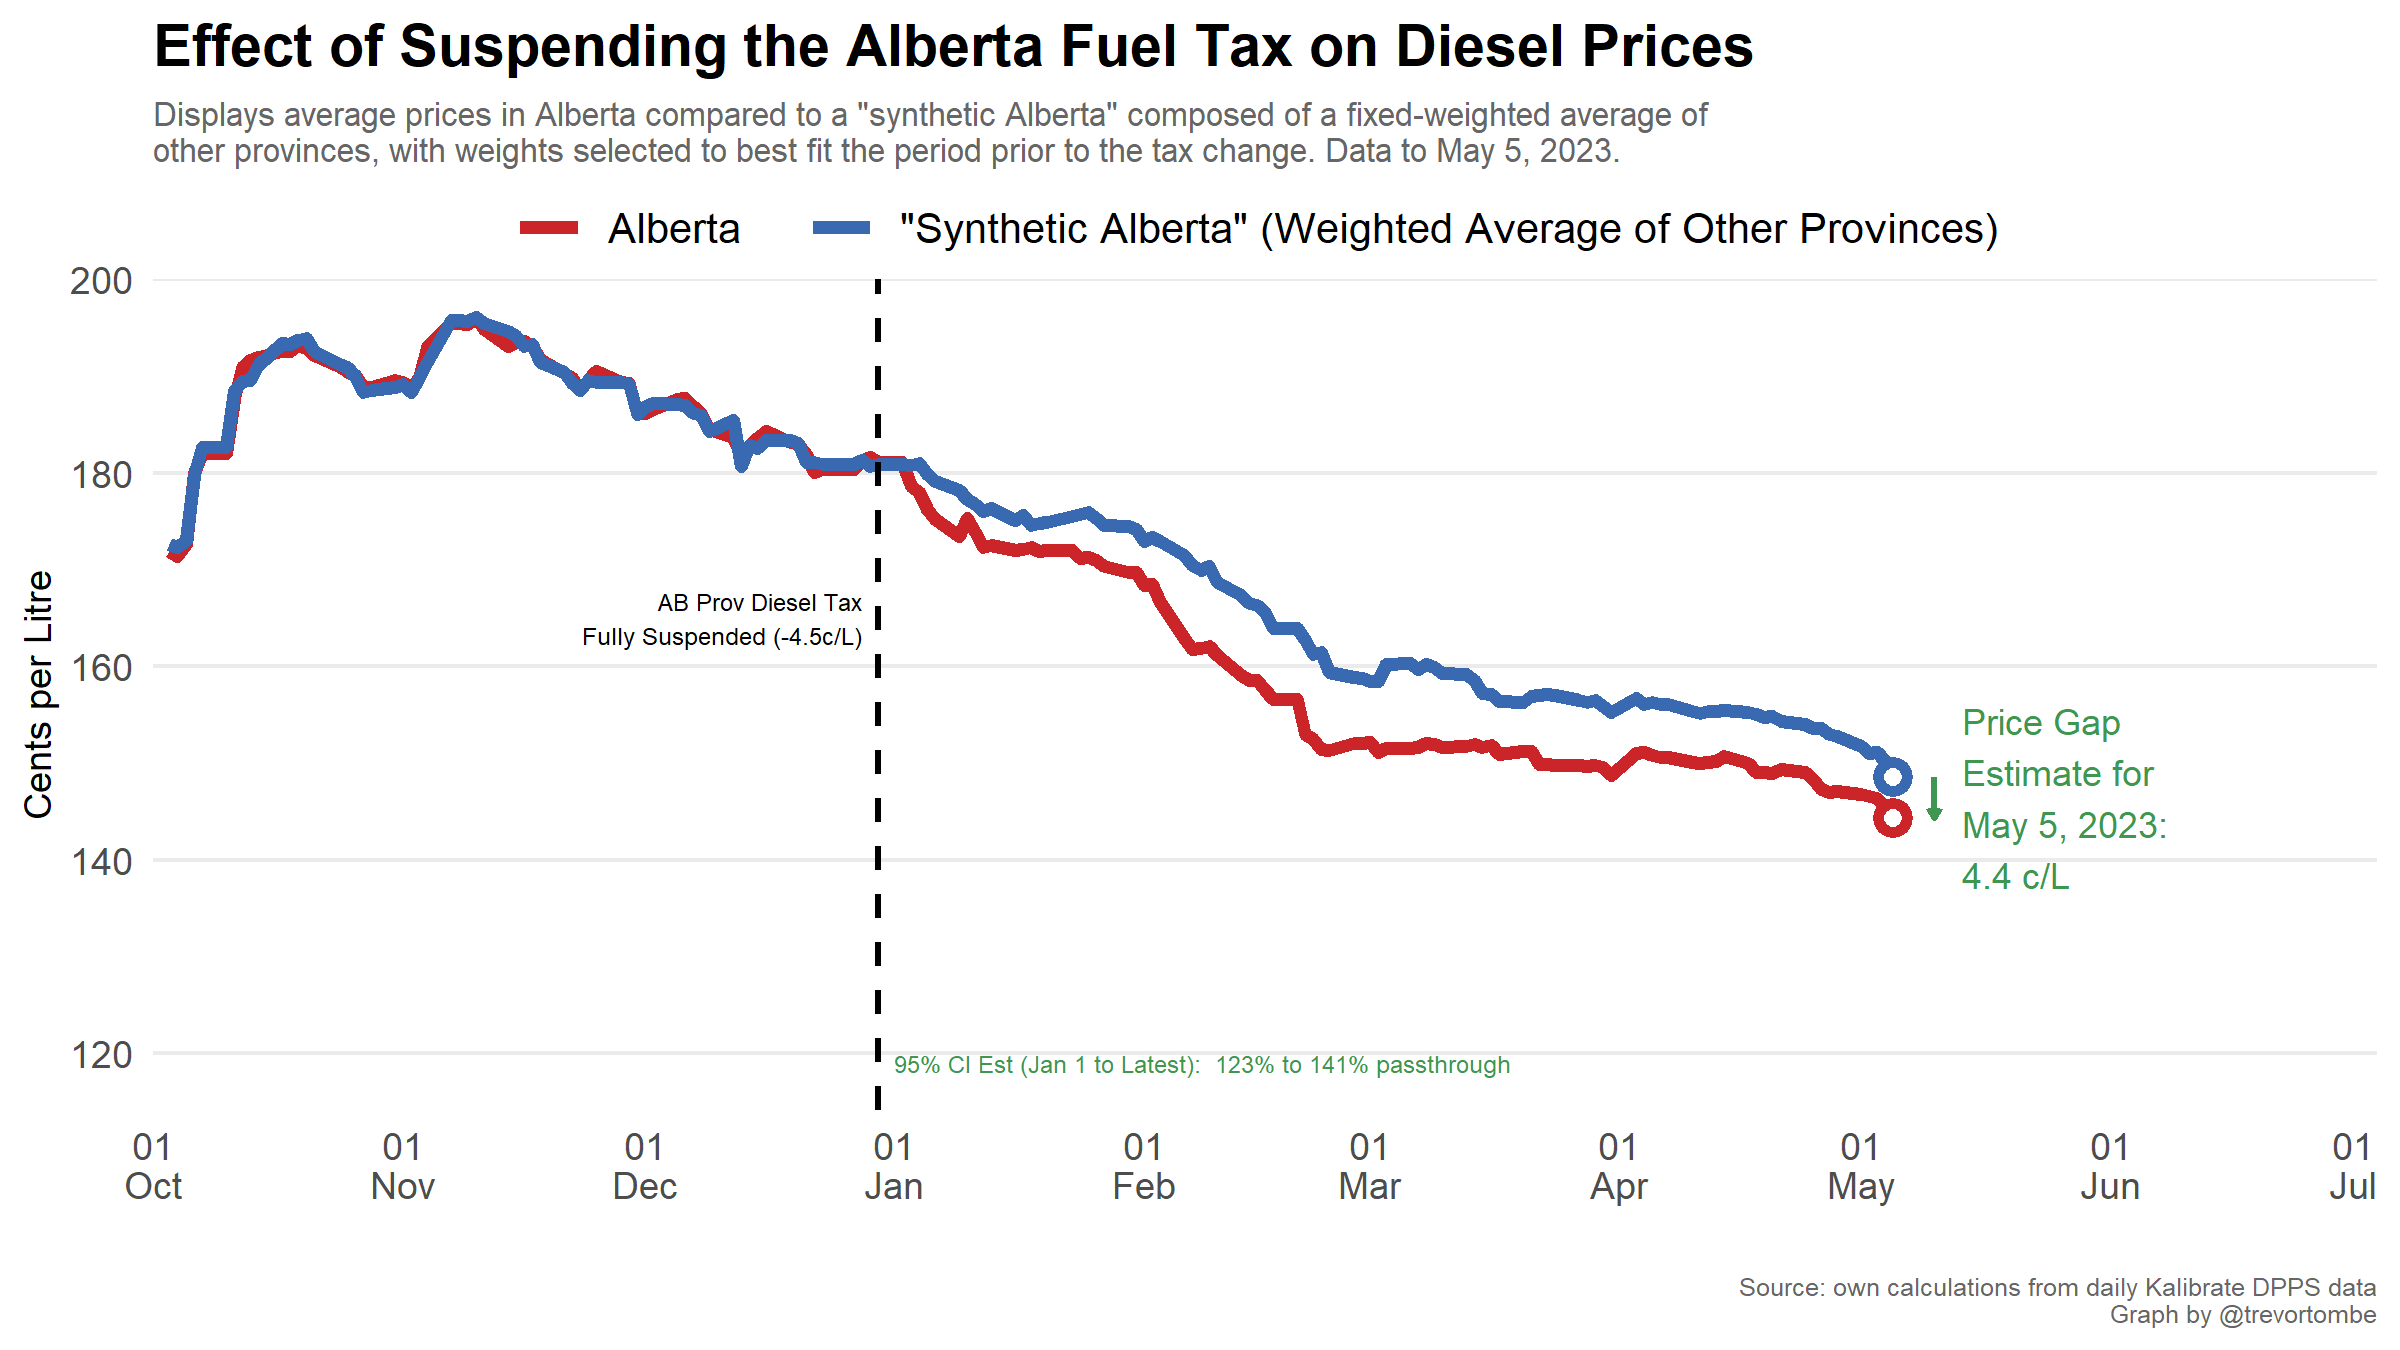 Effect of Suspending the Alberta Fuel Tax on Diesel Prices
Displays average prices in Alberta compared to a "synthetic Alberta" composed of a fixed-weighted average of
other provinces, with weights selected to best fit the period prior to the tax change. Data to May 5, 2023.
Alberta
"Synthetic Alberta" (Weighted Average of Other Provinces)
Cents per Litre
200
180
160
140
120
AB Prov Diesel Tax
Fully Suspended (-4.5c/L)
Price Gap
Estimate for
May 5, 2023:
4.4 c/L
95% CI Est (Jan 1 to Latest):  123% to 141% passthrough
01 01 01 01 01 01 01 01 01 01
Oct Nov Dec Jan Feb Mar Apr May Jun Jul
Source: own calculations from daily Kalibrate DPPS data
Graph by @trevortombe